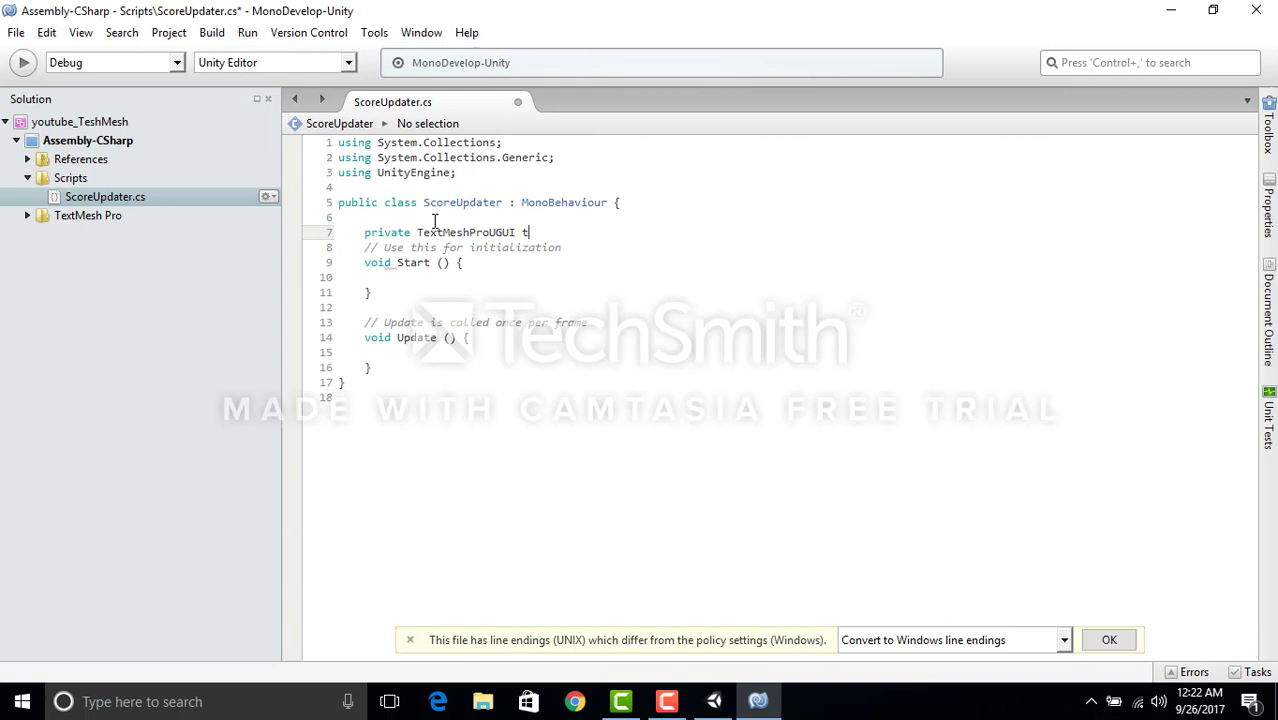 Assembly-CSharp - Scripts\ScoreUpdater.cs* - MonoDevelop-Unity
File Edit View Search Project Build Run Version Control Tools Window Help
Debug Unity Editor MonoDevelop-Unity Press 'Control+,' to search
Solution
youtube_TeshMesh
Assembly-CSharp
References
Scripts
ScoreUpdater.cs
TextMesh Pro
ScoreUpdater.cs
ScoreUpdater No selection
1 using System.Collections;
2 using System.Collections.Generic;
3 using UnityEngine;
4
5 public class ScoreUpdater : MonoBehaviour {
6
7 private TextMeshProUGUI t
8 // Use this for initialization
9 void Start () {
10
11 }
12
13 // Update is called once per frame
14 void Update () {
15
16 }
17 }
18
TechSmith®
MADE WITH CAMTASIA FREE TRIAL
Toolbox
Properties
Document Outline
Unit Tests
This file has line endings (UNIX) which differ from the policy settings (Windows). Convert to Windows line endings OK
Errors Tasks
Type here to search
12:22 AM
9/26/2017
1